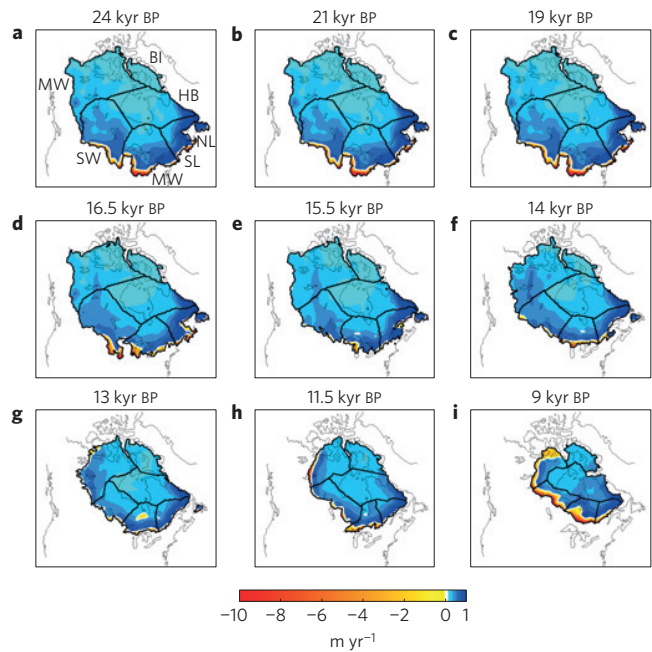 24 kyr BP
21 kyr BP
19 kyr BP
a
b
c
BI
MW
HB
NL
SW
SL
MW
16.5 kyr BP
15.5 kyr BP
14 kyr BP
d
e
f
13 kyr BP
11.5 kyr BP
9 kyr BP
g
h
i
−10 −8 −6 −4 −2 0 1
m yr⁻¹